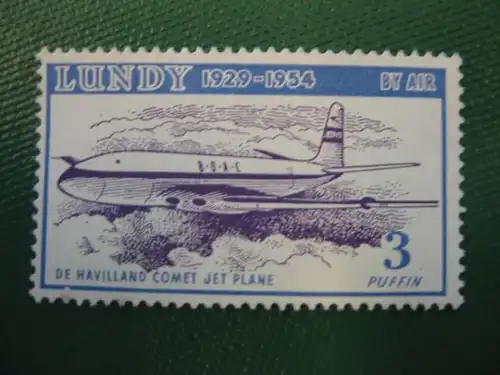 LUNDY 1929-1954 BY AIR
B·O·A·C
DE HAVILLAND COMET JET PLANE
3
PUFFIN